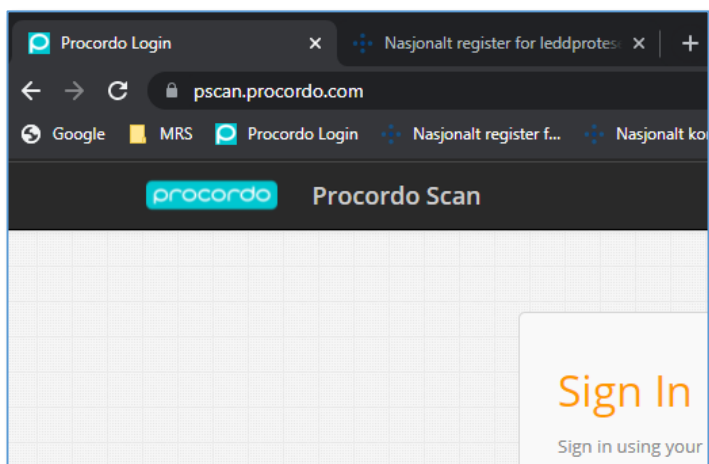 Procordo Login Nasjonalt register for leddprotes
pscan.procordo.com
Google MRS Procordo Login Nasjonalt register f... Nasjonalt ko
procordo Procordo Scan
Sign In
Sign in using your